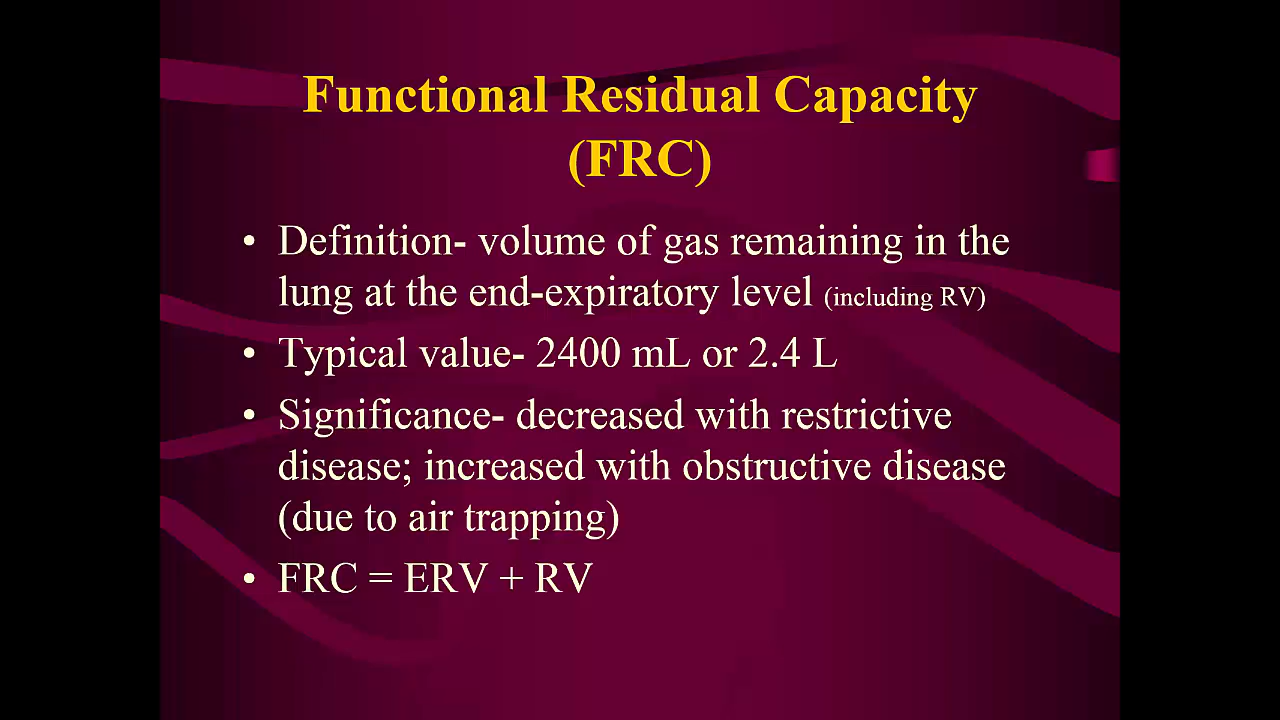 Functional Residual Capacity
(FRC)
• Definition- volume of gas remaining in the
lung at the end-expiratory level (including RV)
• Typical value- 2400 mL or 2.4 L
• Significance- decreased with restrictive
disease; increased with obstructive disease
(due to air trapping)
• FRC = ERV + RV